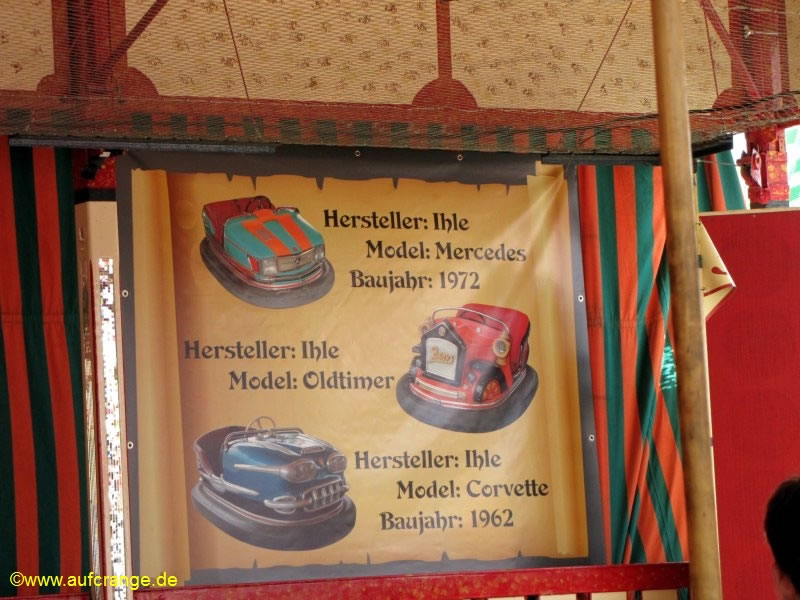 Hersteller: Ihle
Model: Mercedes
Baujahr: 1972
Hersteller: Ihle
Model: Oldtimer
Hersteller: Ihle
Model: Corvette
Baujahr: 1962
©www.aufcrange.de